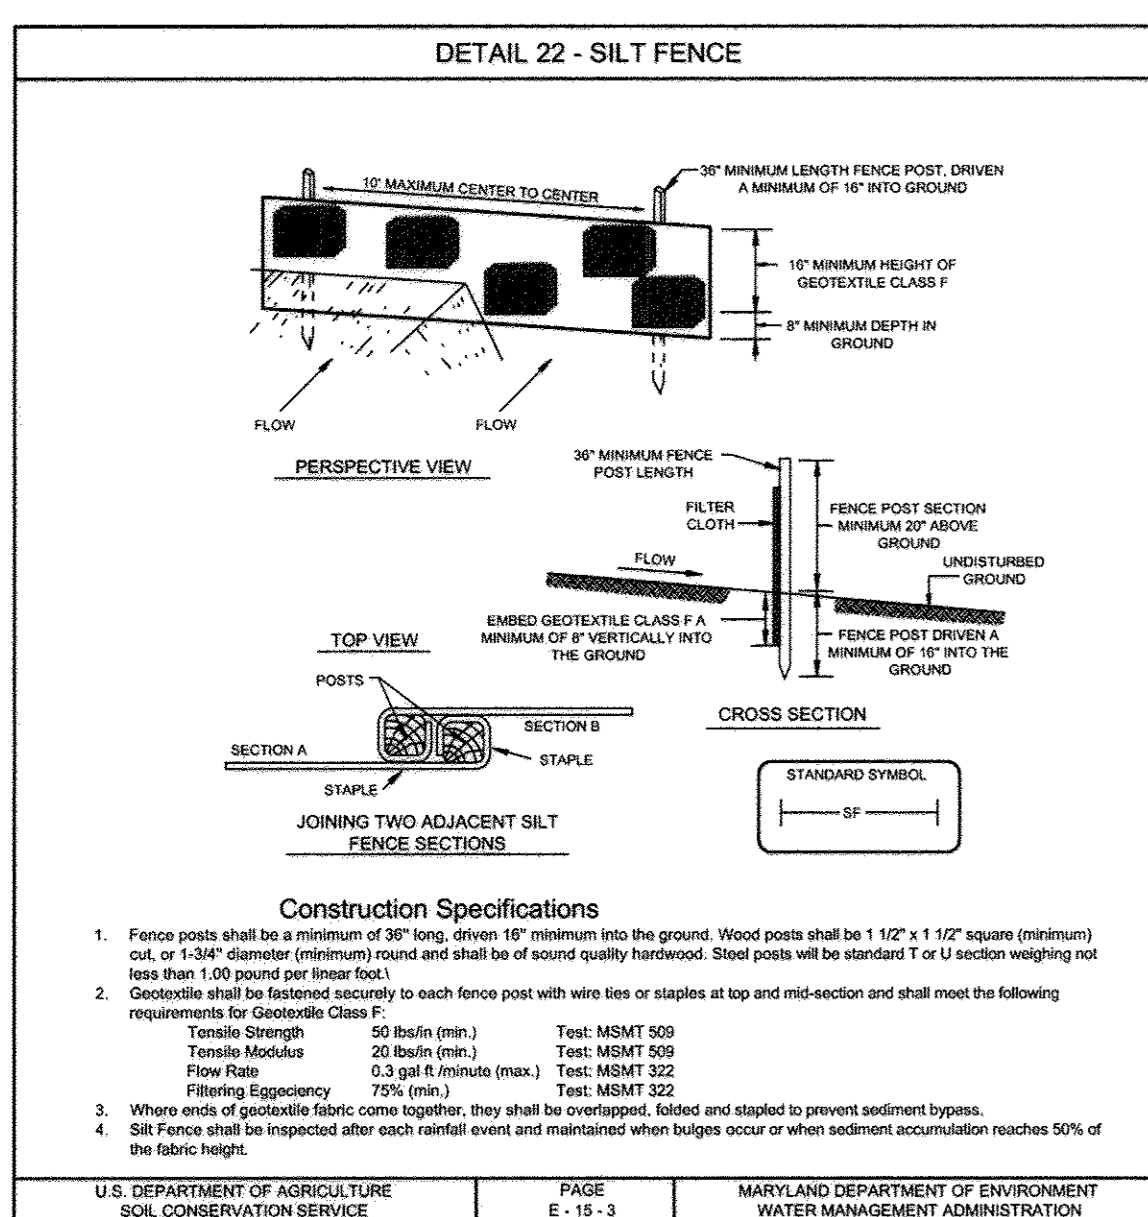 DETAIL 22 - SILT FENCE
36" MINIMUM LENGTH FENCE POST, DRIVEN
A MINIMUM OF 16" INTO GROUND
10' MAXIMUM CENTER TO CENTER
16" MINIMUM HEIGHT OF
GEOTEXTILE CLASS F
8" MINIMUM DEPTH IN
GROUND
FLOW
FLOW
PERSPECTIVE VIEW
36" MINIMUM FENCE
POST LENGTH
FILTER
CLOTH
FENCE POST SECTION
MINIMUM 20" ABOVE
GROUND
FLOW
UNDISTURBED
GROUND
EMBED GEOTEXTILE CLASS F A
MINIMUM OF 8" VERTICALLY INTO
THE GROUND
FENCE POST DRIVEN A
MINIMUM OF 16" INTO THE
GROUND
TOP VIEW
POSTS
SECTION B
SECTION A
STAPLE
STAPLE
CROSS SECTION
JOINING TWO ADJACENT SILT
FENCE SECTIONS
STANDARD SYMBOL
SF
Construction Specifications
1. Fence posts shall be a minimum of 36" long, driven 16" minimum into the ground. Wood posts shall be 1 1/2" x 1 1/2" square (minimum)
cut, or 1-3/4" diameter (minimum) round and shall be of sound quality hardwood. Steel posts will be standard T or U section weighing not
less than 1.00 pound per linear foot.\
2. Geotextile shall be fastened securely to each fence post with wire ties or staples at top and mid-section and shall meet the following
requirements for Geotextile Class F:
Tensile Strength 50 lbs/in (min.) Test: MSMT 509
Tensile Modulus 20 lbs/in (min.) Test: MSMT 509
Flow Rate 0.3 gal ft /minute (max.) Test: MSMT 322
Filtering Eggeciency 75% (min.) Test: MSMT 322
3. Where ends of geotextile fabric come together, they shall be overlapped, folded and stapled to prevent sediment bypass.
4. Silt Fence shall be inspected after each rainfall event and maintained when bulges occur or when sediment accumulation reaches 50% of
the fabric height.
U.S. DEPARTMENT OF AGRICULTURE
SOIL CONSERVATION SERVICE
PAGE
E - 15 - 3
MARYLAND DEPARTMENT OF ENVIRONMENT
WATER MANAGEMENT ADMINISTRATION